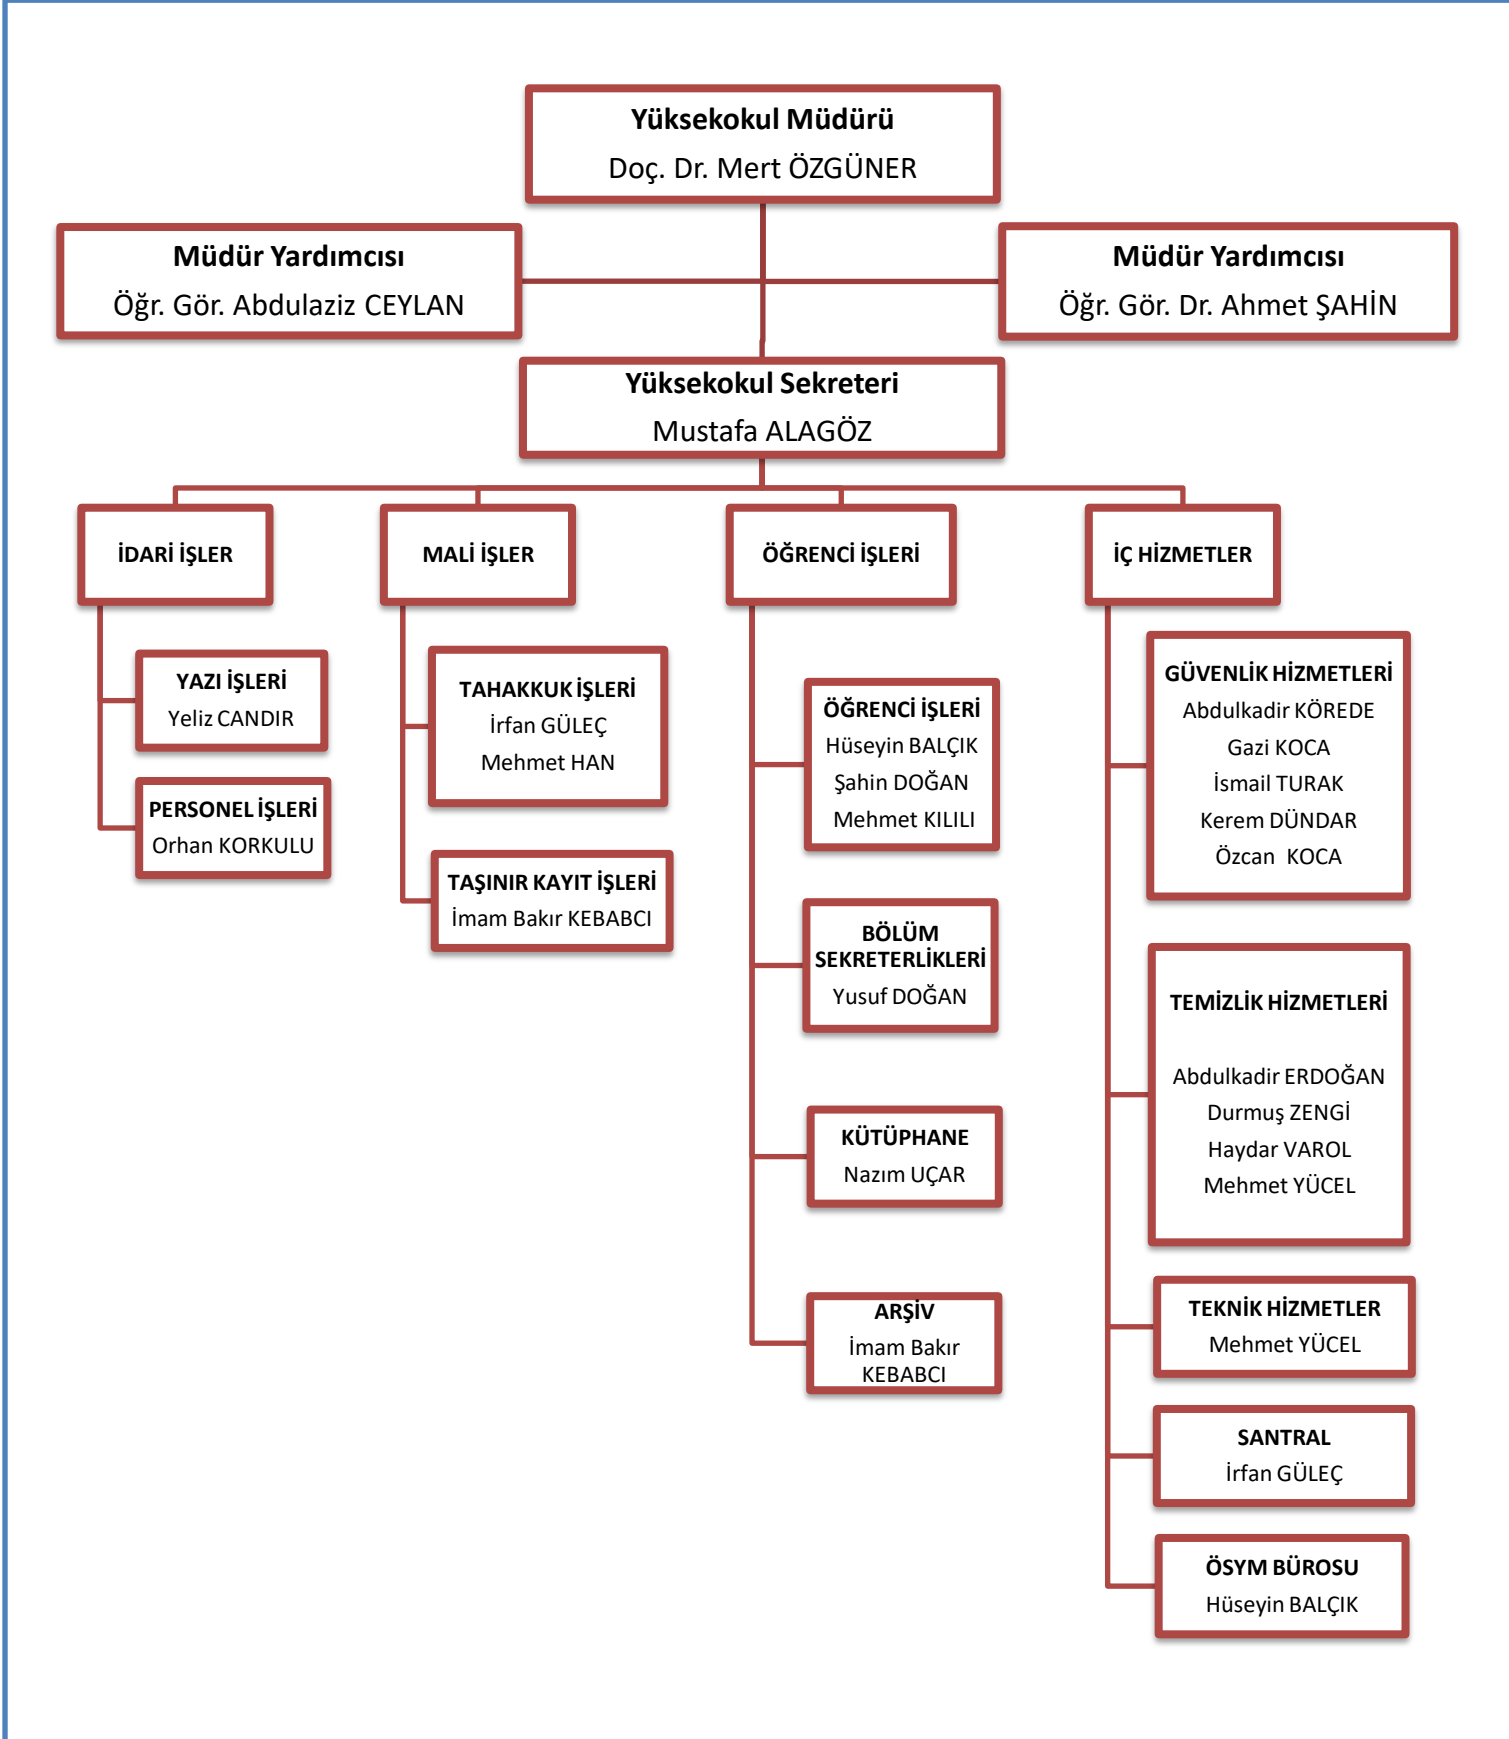 Yüksekokul Müdürü
Doç. Dr. Mert ÖZGÜNER
Müdür Yardımcısı
Öğr. Gör. Abdulaziz CEYLAN
Müdür Yardımcısı
Öğr. Gör. Dr. Ahmet ŞAHİN
Yüksekokul Sekreteri
Mustafa ALAGÖZ
İDARİ İŞLER
YAZI İŞLERİ
Yeliz CANDIR
PERSONEL İŞLERİ
Orhan KORKULU
MALİ İŞLER
TAHAKKUK İŞLERİ
İrfan GÜLEÇ
Mehmet HAN
TAŞINIR KAYIT İŞLERİ
İmam Bakır KEBABCI
ÖĞRENCİ İŞLERİ
ÖĞRENCİ İŞLERİ
Hüseyin BALÇIK
Şahin DOĞAN
Mehmet KILILI
BÖLÜM
SEKRETERLİKLERİ
Yusuf DOĞAN
KÜTÜPHANE
Nazım UÇAR
ARŞİV
İmam Bakır
KEBABCI
İÇ HİZMETLER
GÜVENLİK HİZMETLERİ
Abdulkadir KÖREDE
Gazi KOCA
İsmail TURAK
Kerem DÜNDAR
Özcan  KOCA
TEMİZLİK HİZMETLERİ
Abdulkadir ERDOĞAN
Durmuş ZENGİ
Haydar VAROL
Mehmet YÜCEL
TEKNİK HİZMETLER
Mehmet YÜCEL
SANTRAL
İrfan GÜLEÇ
ÖSYM BÜROSU
Hüseyin BALÇIK